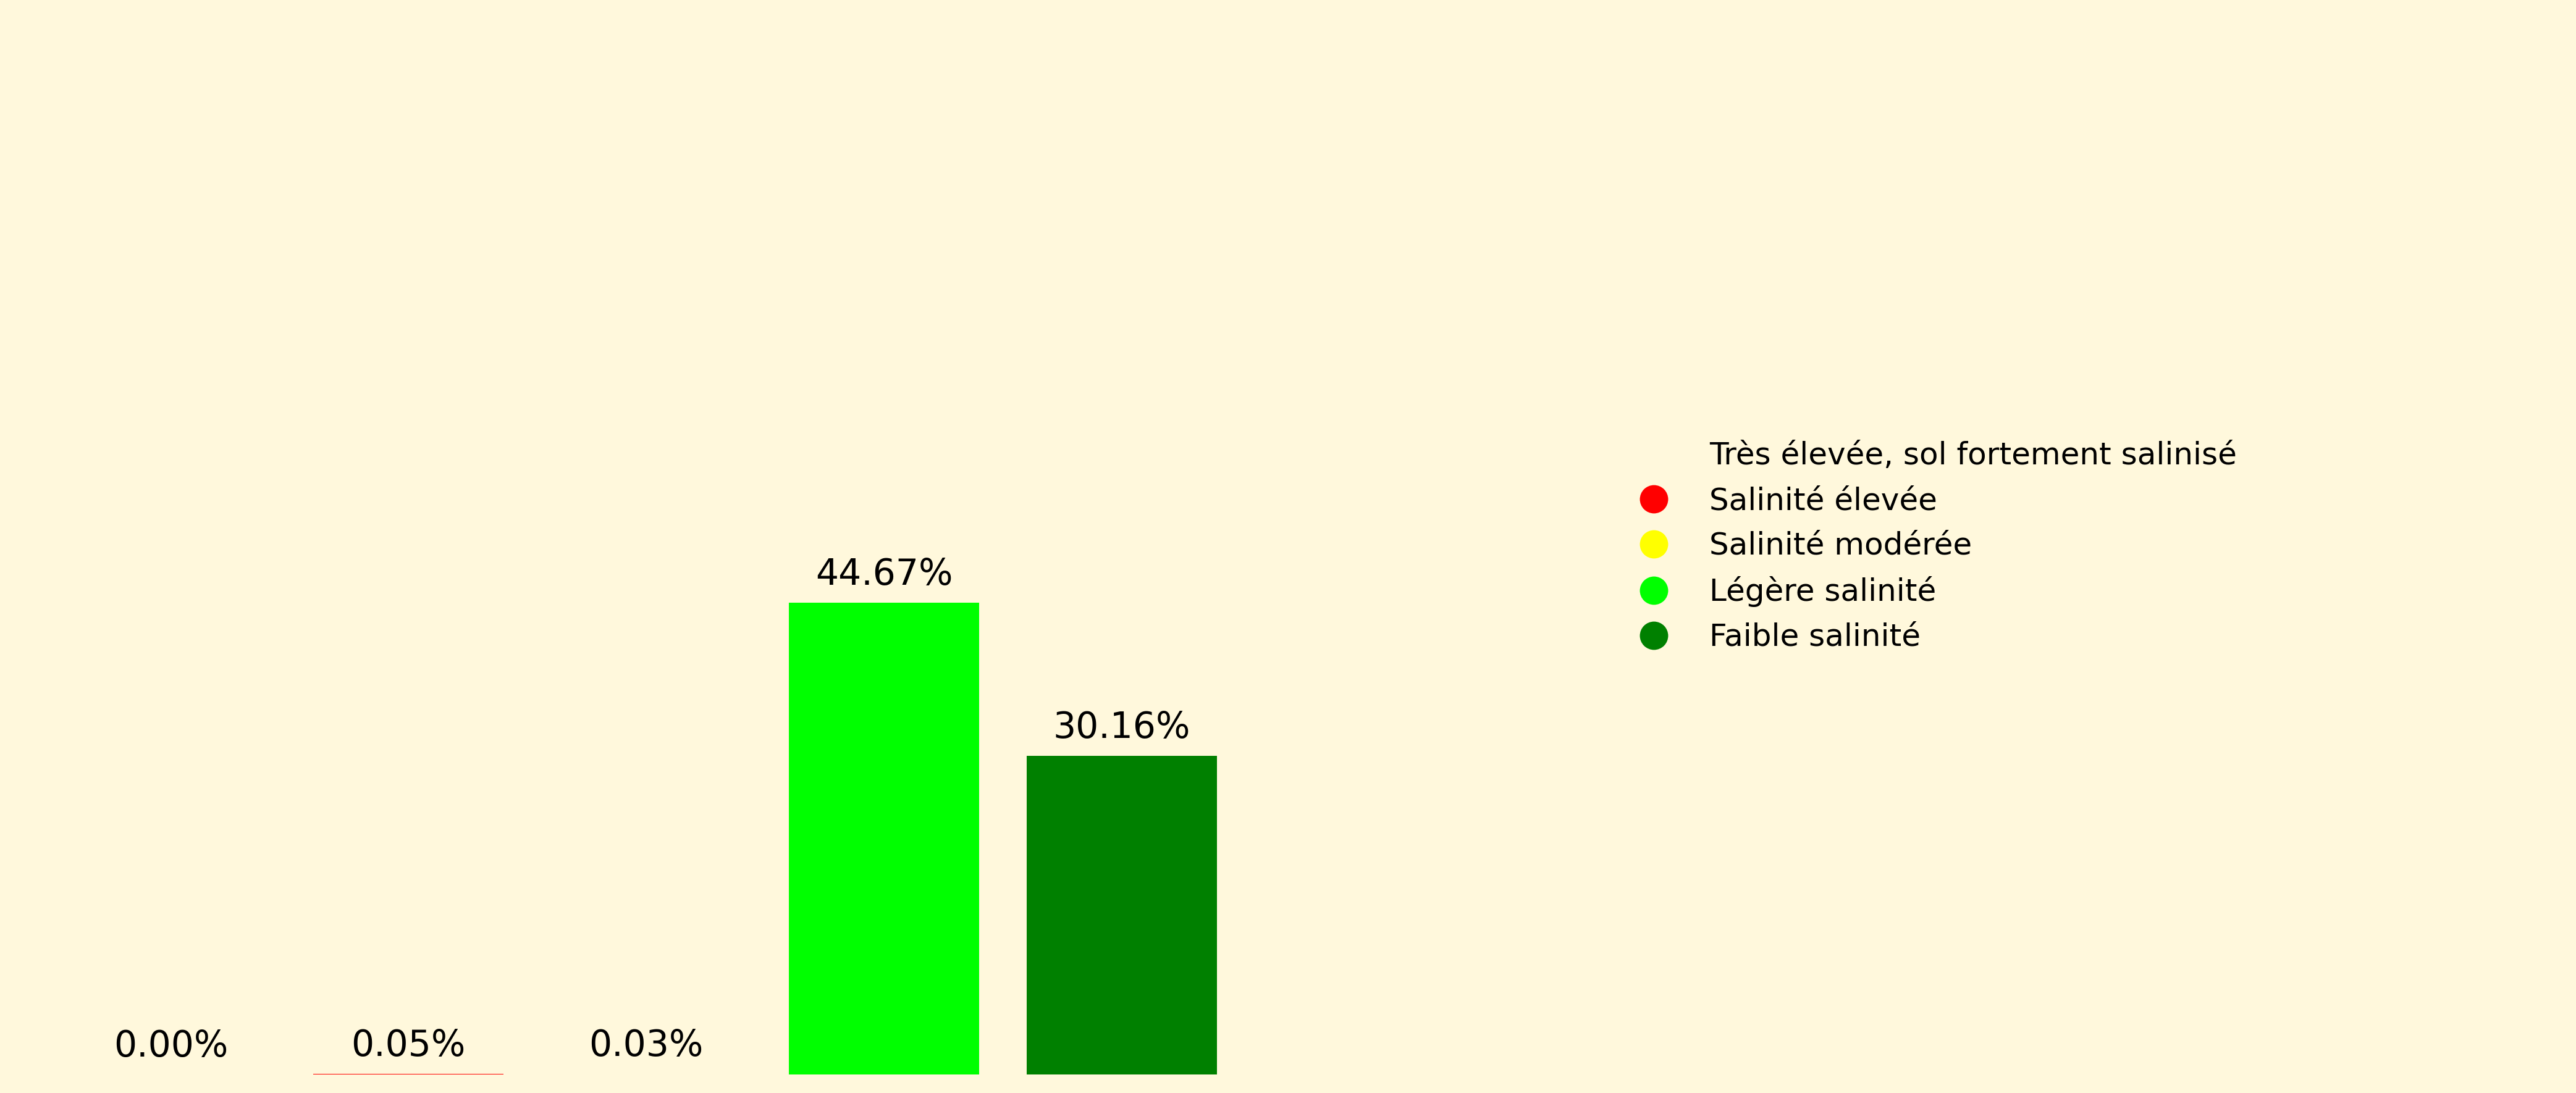 44.67%
30.16%
0.00%
0.05%
0.03%
Très élevée, sol fortement salinisé
Salinité élevée
Salinité modérée
Légère salinité
Faible salinité